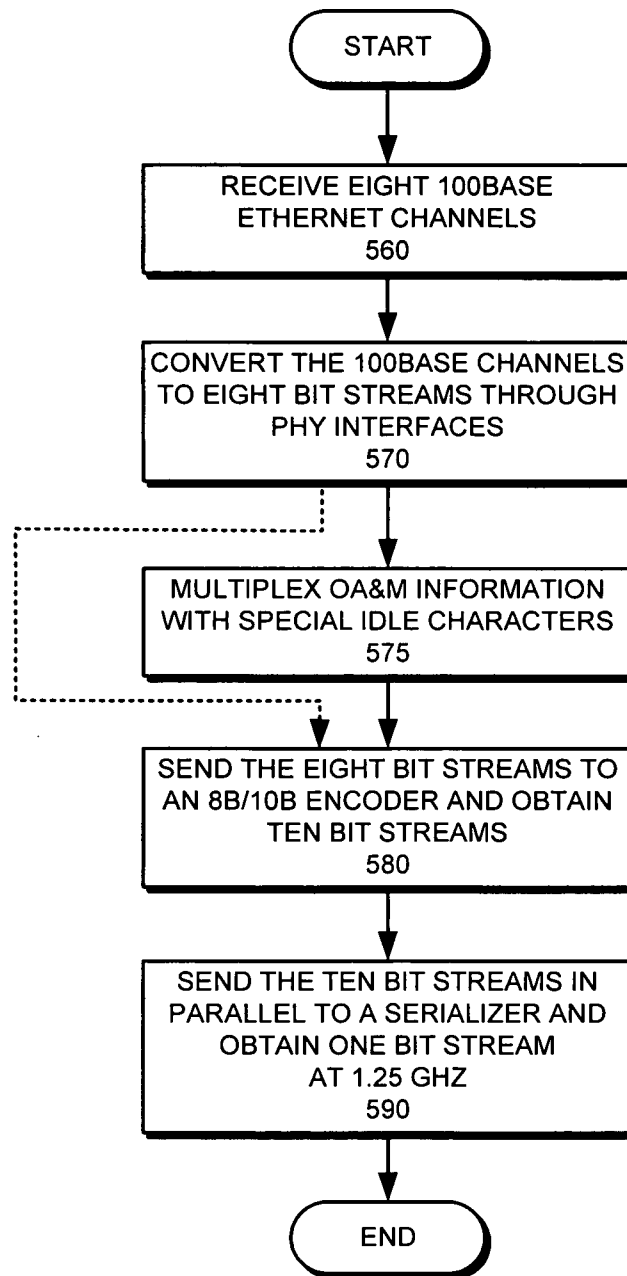 START
RECEIVE EIGHT 100BASE
ETHERNET CHANNELS
560
CONVERT THE 100BASE CHANNELS
TO EIGHT BIT STREAMS THROUGH
PHY INTERFACES
570
MULTIPLEX OA&M INFORMATION
WITH SPECIAL IDLE CHARACTERS
575
SEND THE EIGHT BIT STREAMS TO
AN 8B/10B ENCODER AND OBTAIN
TEN BIT STREAMS
580
SEND THE TEN BIT STREAMS IN
PARALLEL TO A SERIALIZER AND
OBTAIN ONE BIT STREAM
AT 1.25 GHZ
590
END